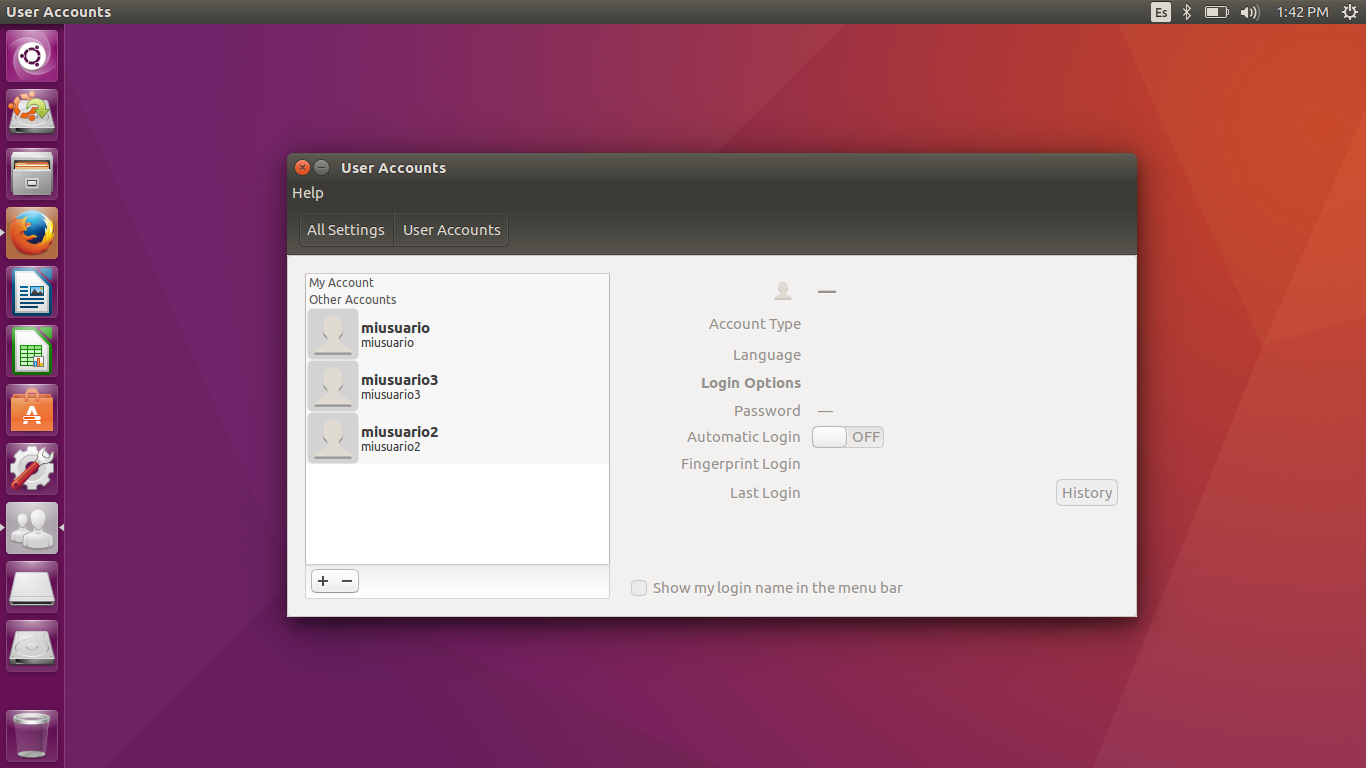 User Accounts
Es
1:42 PM
User Accounts
Help
All Settings
User Accounts
My Account
Other Accounts
miusuario
miusuario
miusuario3
miusuario3
miusuario2
miusuario2
+ −
—
Account Type
Language
Login Options
Password —
Automatic Login OFF
Fingerprint Login
Last Login
History
Show my login name in the menu bar